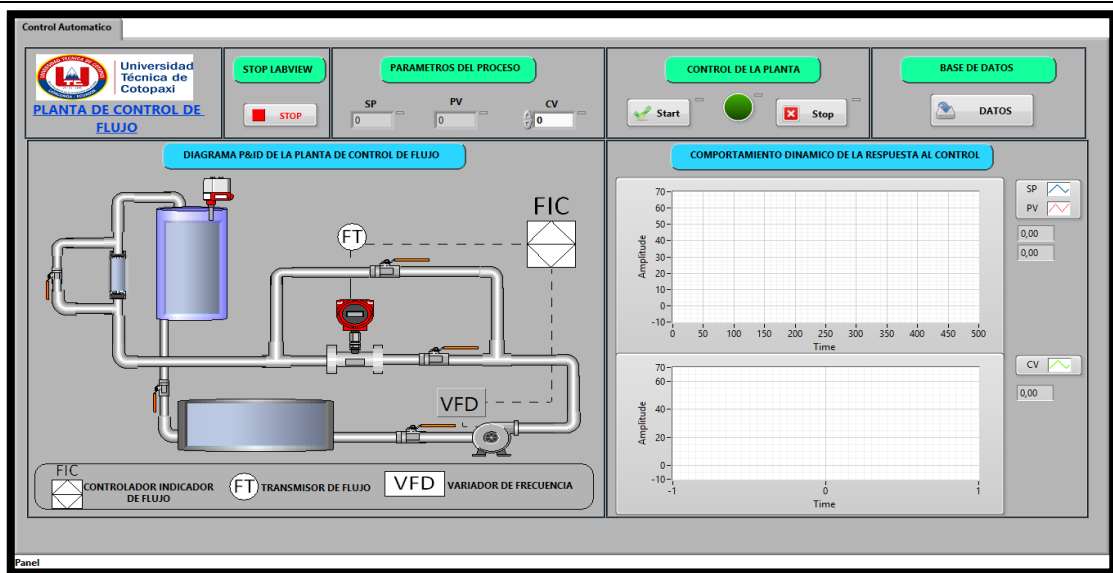 Control Automatico
Universidad
Técnica de
Cotopaxi
PLANTA DE CONTROL DE
FLUJO
STOP LABVIEW
STOP
PARAMETROS DEL PROCESO
SP
PV
CV
0
0
0
CONTROL DE LA PLANTA
Start
Stop
BASE DE DATOS
DATOS
DIAGRAMA P&ID DE LA PLANTA DE CONTROL DE FLUJO
FIC
FT
VFD
FIC
CONTROLADOR INDICADOR
DE FLUJO
FT
TRANSMISOR DE FLUJO
VFD
VARIADOR DE FRECUENCIA
COMPORTAMIENTO DINAMICO DE LA RESPUESTA AL CONTROL
Amplitude
70
60
50
40
30
20
10
0
-10
0 50 100 150 200 250 300 350 400 450 500
Time
SP
PV
0,00
0,00
Amplitude
70
60
40
20
0
-10
-1 0 1
Time
CV
0,00
Panel